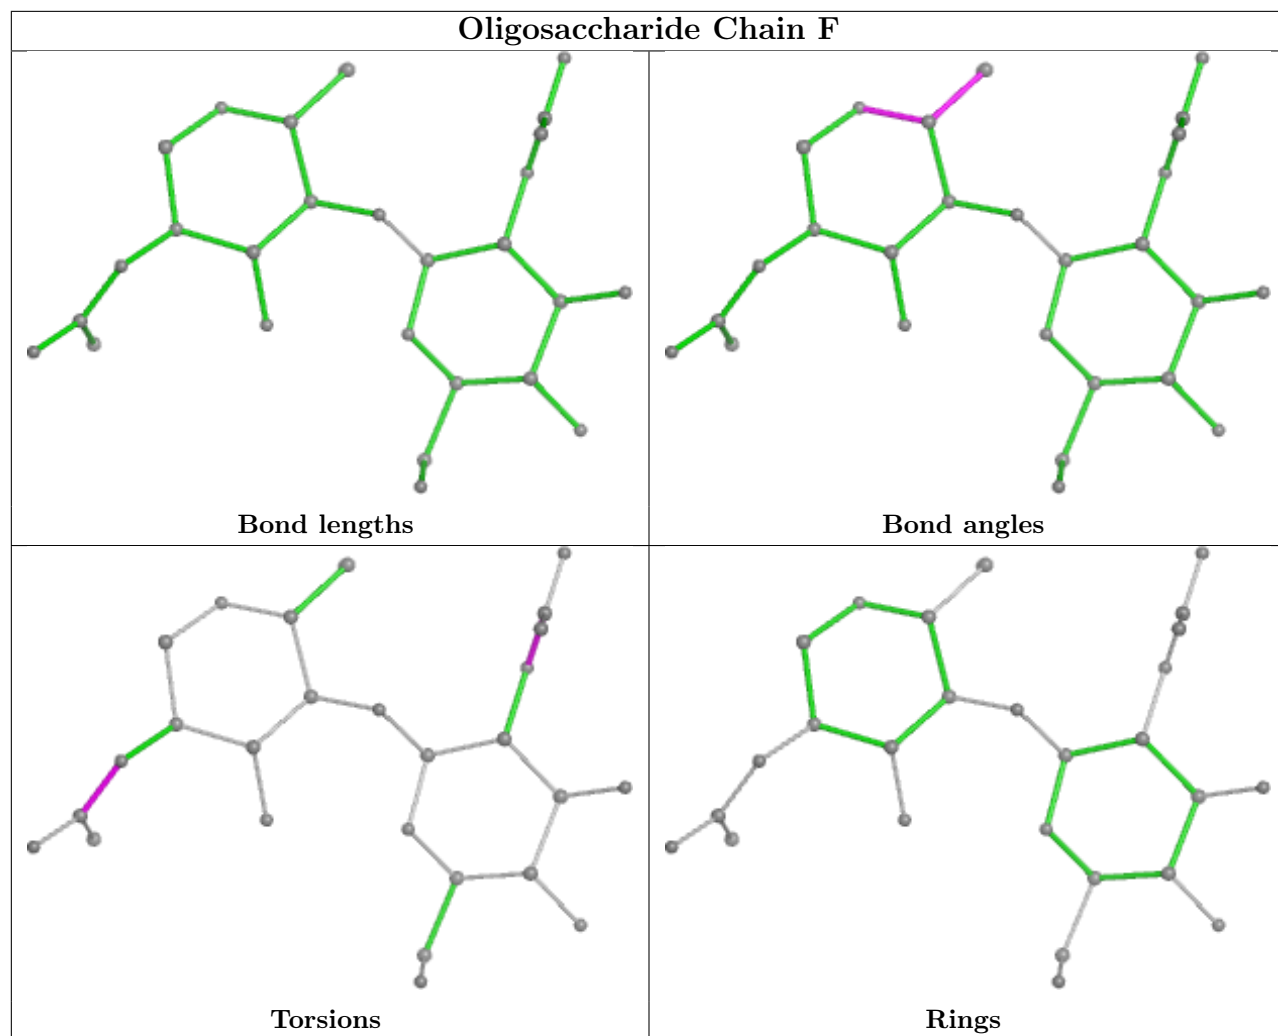 Oligosaccharide Chain F
Bond lengths
Bond angles
Torsions
Rings